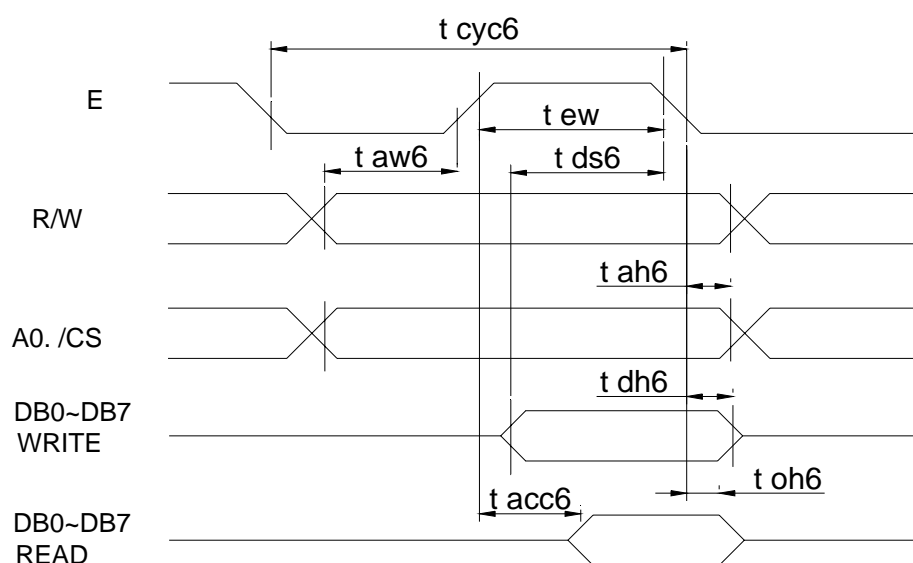 t cyc6
E
t ew
t aw6
t ds6
R/W
t ah6
A0. /CS
t dh6
DB0~DB7
WRITE
t oh6
t acc6
DB0~DB7
READ